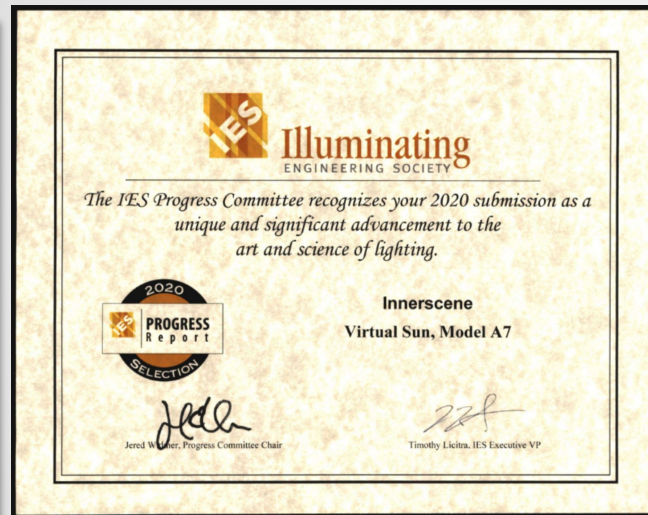 IES
Illuminating
ENGINEERING SOCIETY
The IES Progress Committee recognizes your 2020 submission as a
unique and significant advancement to the
art and science of lighting.
2020
IES
PROGRESS
Report
SELECTION
Innerscene
Virtual Sun, Model A7
Jered Widmer, Progress Committee Chair
Timothy Licitra, IES Executive VP